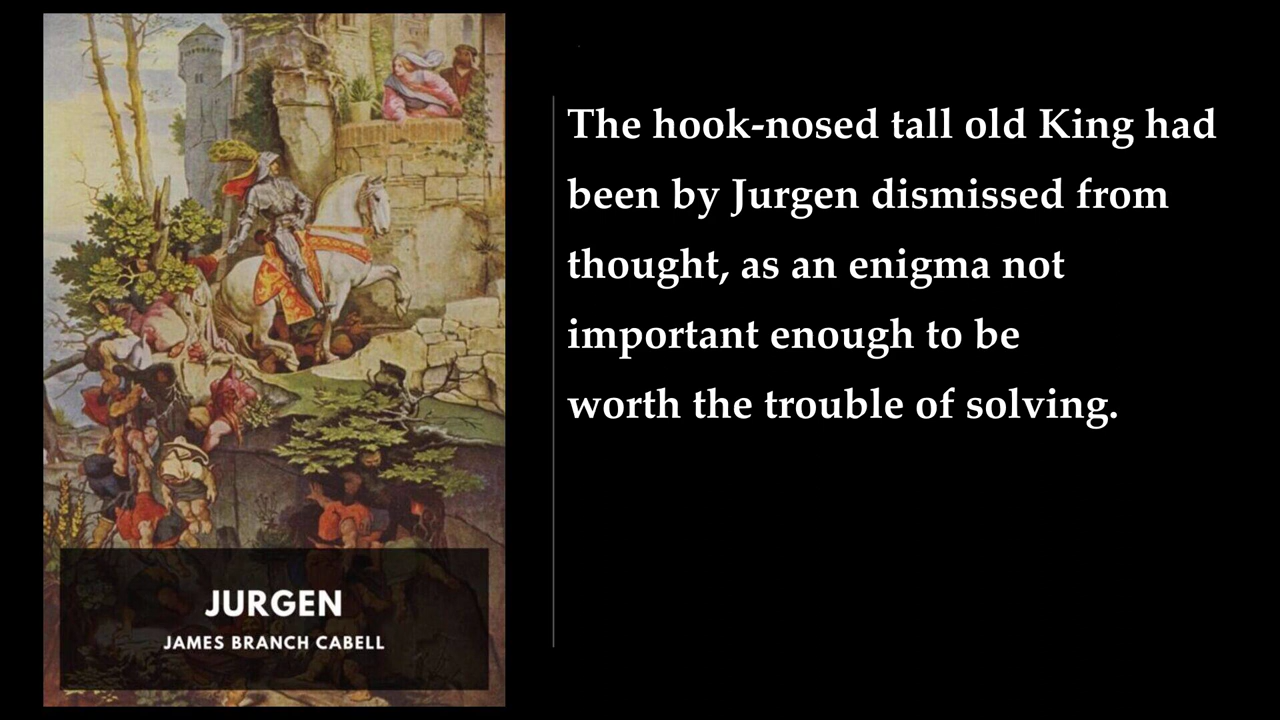 The hook-nosed tall old King had
been by Jurgen dismissed from
thought, as an enigma not
important enough to be
worth the trouble of solving.
JURGEN
JAMES BRANCH CABELL